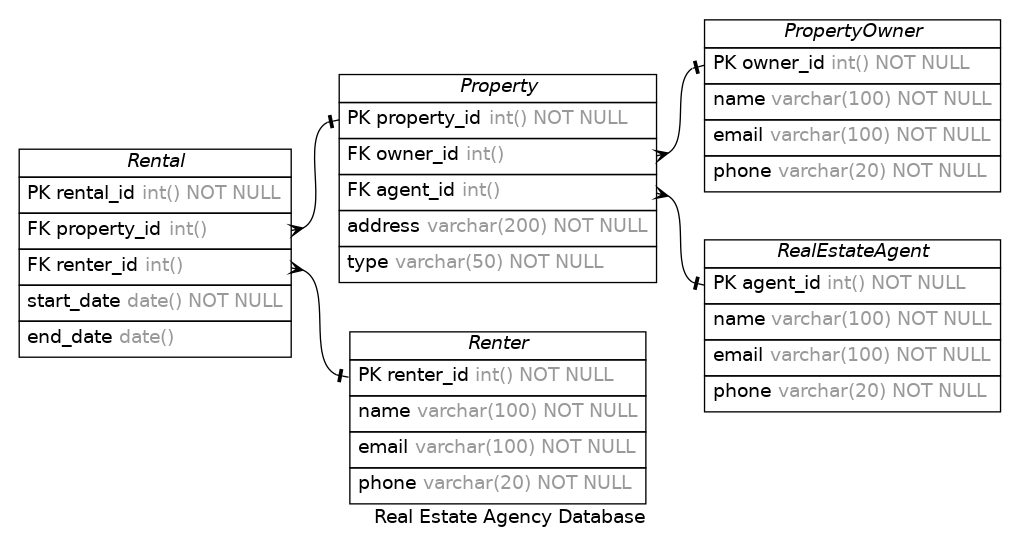 Rental
PK rental_id int() NOT NULL
FK property_id int()
FK renter_id int()
start_date date() NOT NULL
end_date date()
Property
PK property_id int() NOT NULL
FK owner_id int()
FK agent_id int()
address varchar(200) NOT NULL
type varchar(50) NOT NULL
Renter
PK renter_id int() NOT NULL
name varchar(100) NOT NULL
email varchar(100) NOT NULL
phone varchar(20) NOT NULL
PropertyOwner
PK owner_id int() NOT NULL
name varchar(100) NOT NULL
email varchar(100) NOT NULL
phone varchar(20) NOT NULL
RealEstateAgent
PK agent_id int() NOT NULL
name varchar(100) NOT NULL
email varchar(100) NOT NULL
phone varchar(20) NOT NULL
Real Estate Agency Database